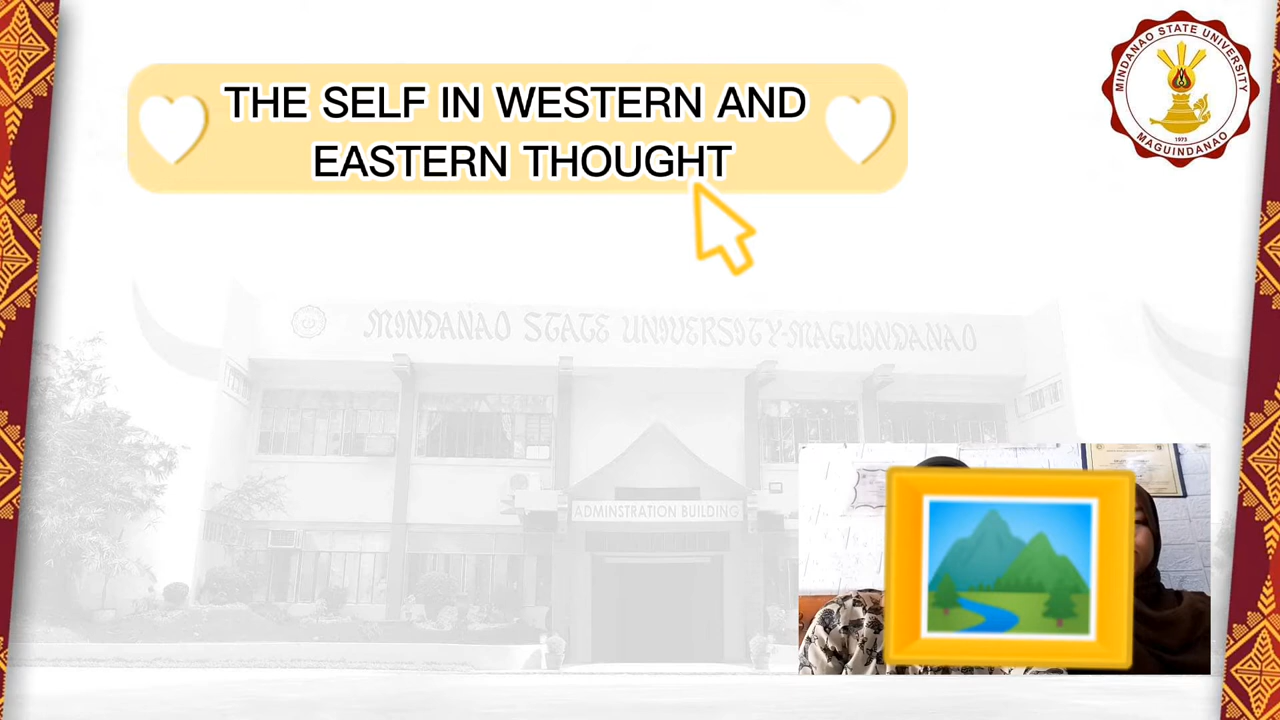 THE SELF IN WESTERN AND
EASTERN THOUGHT
MINDANAO STATE UNIVERSITY
1973
MAGUINDANAO
MINDANAO STATE UNIVERSITY-MAGUINDANAO
ADMINSTRATION BUILDING